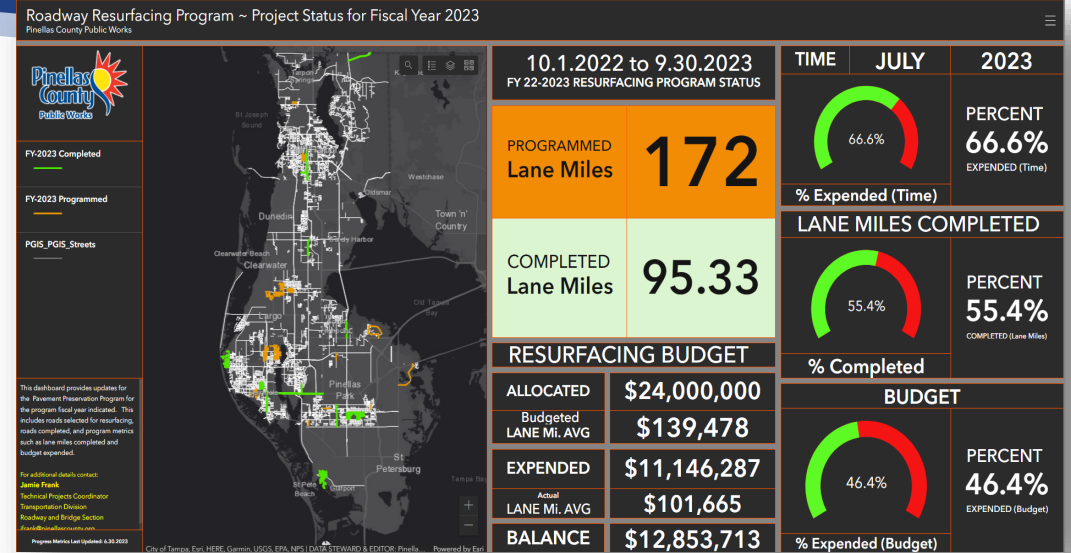 Roadway Resurfacing Program ~ Project Status for Fiscal Year 2023
Pinellas County Public Works
Pinellas
County
Public Works
FY-2023 Completed
FY-2023 Programmed
PGIS_PGIS_Streets
This dashboard provides updates for
the Pavement Preservation Program for
the program fiscal year indicated. This
includes roads selected for resurfacing,
roads completed, and program metrics
such as lane miles completed and
budget expended.
For additional details contact:
Jamie Frank
Technical Projects Coordinator
Transportation Division
Roadway and Bridge Section
Progress Metrics Last Updated: 6.30.2023
Tarpon
Springs
St Joseph
Sound
Westchase
Oldsmar
Town 'n'
Country
Dunedin
Harbor
Clearwater Beach
Clearwater
Old Tampa
Bay
Largo
Pinellas
Park
St
Petersburg
St Pete
Beach
Gulfport
Tampa Bay
+
−
City of Tampa, Esri, HERE, Garmin, USGS, EPA, NPS | DATA STEWARD & EDITOR: Pinella... Powered by Esri
10.1.2022 to 9.30.2023
FY 22-2023 RESURFACING PROGRAM STATUS
PROGRAMMED
Lane Miles
172
COMPLETED
Lane Miles
95.33
RESURFACING BUDGET
ALLOCATED $24,000,000
Budgeted
LANE Mi. AVG $139,478
EXPENDED $11,146,287
Actual
LANE Mi. AVG $101,665
BALANCE $12,853,713
TIME JULY 2023
66.6%
% Expended (Time)
PERCENT
66.6%
EXPENDED (Time)
LANE MILES COMPLETED
55.4%
% Completed
PERCENT
55.4%
COMPLETED (Lane Miles)
BUDGET
46.4%
% Expended (Budget)
PERCENT
46.4%
EXPENDED (Budget)